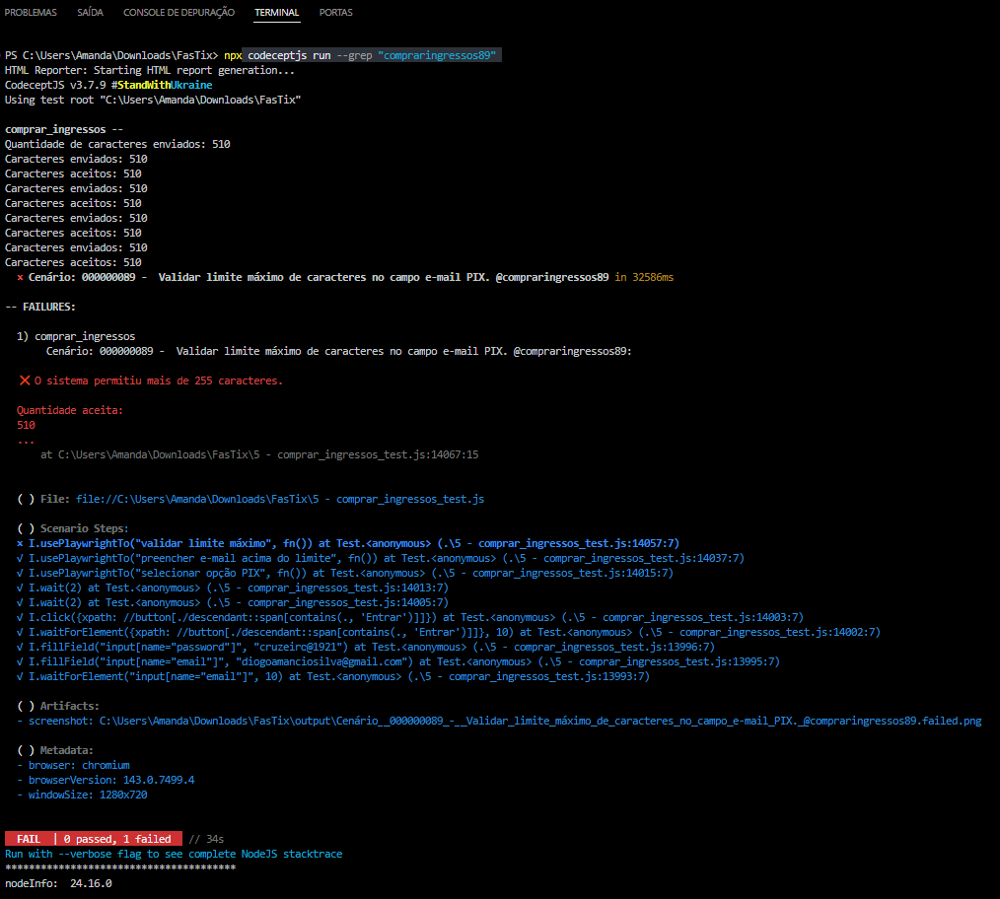 PROBLEMAS SAÍDA CONSOLE DE DEPURAÇÃO TERMINAL PORTAS
PS C:\Users\Amanda\Downloads\FasTix> npx codeceptjs run --grep "compraringressos89"
HTML Reporter: Starting HTML report generation...
CodeceptJS v3.7.9 #StandWithUkraine
Using test root "C:\Users\Amanda\Downloads\FasTix"
comprar_ingressos --
Quantidade de caracteres enviados: 510
Caracteres enviados: 510
Caracteres aceitos: 510
Caracteres enviados: 510
Caracteres aceitos: 510
Caracteres enviados: 510
Caracteres aceitos: 510
Caracteres enviados: 510
Caracteres aceitos: 510
× Cenário: 000000089 -  Validar limite máximo de caracteres no campo e-mail PIX. @compraringressos89 in 32586ms
-- FAILURES:
1) comprar_ingressos
Cenário: 000000089 -  Validar limite máximo de caracteres no campo e-mail PIX. @compraringressos89:
❌ O sistema permitiu mais de 255 caracteres.
Quantidade aceita:
510
...
at C:\Users\Amanda\Downloads\FasTix\5 - comprar_ingressos_test.js:14067:15
( ) File: file://C:\Users\Amanda\Downloads\FasTix\5 - comprar_ingressos_test.js
( ) Scenario Steps:
× I.usePlaywrightTo("validar limite máximo", fn()) at Test.<anonymous> (.\5 - comprar_ingressos_test.js:14057:7)
√ I.usePlaywrightTo("preencher e-mail acima do limite", fn()) at Test.<anonymous> (.\5 - comprar_ingressos_test.js:14037:7)
√ I.usePlaywrightTo("selecionar opção PIX", fn()) at Test.<anonymous> (.\5 - comprar_ingressos_test.js:14015:7)
√ I.wait(2) at Test.<anonymous> (.\5 - comprar_ingressos_test.js:14013:7)
√ I.wait(2) at Test.<anonymous> (.\5 - comprar_ingressos_test.js:14005:7)
√ I.click({xpath: //button[./descendant::span[contains(., 'Entrar')]]}) at Test.<anonymous> (.\5 - comprar_ingressos_test.js:14003:7)
√ I.waitForElement({xpath: //button[./descendant::span[contains(., 'Entrar')]]}, 10) at Test.<anonymous> (.\5 - comprar_ingressos_test.js:14002:7)
√ I.fillField("input[name="password"]", "cruzeirc@1921") at Test.<anonymous> (.\5 - comprar_ingressos_test.js:13996:7)
√ I.fillField("input[name="email"]", "diogoamanciosilva@gmail.com") at Test.<anonymous> (.\5 - comprar_ingressos_test.js:13995:7)
√ I.waitForElement("input[name="email"]", 10) at Test.<anonymous> (.\5 - comprar_ingressos_test.js:13993:7)
( ) Artifacts:
- screenshot: C:\Users\Amanda\Downloads\FasTix\output\Cenário__000000089_-__Validar_limite_máximo_de_caracteres_no_campo_e-mail_PIX._@compraringressos89.failed.png
( ) Metadata:
- browser: chromium
- browserVersion: 143.0.7499.4
- windowSize: 1280x720
FAIL | 0 passed, 1 failed // 34s
Run with --verbose flag to see complete NodeJS stacktrace
***************************************
nodeInfo:  24.16.0